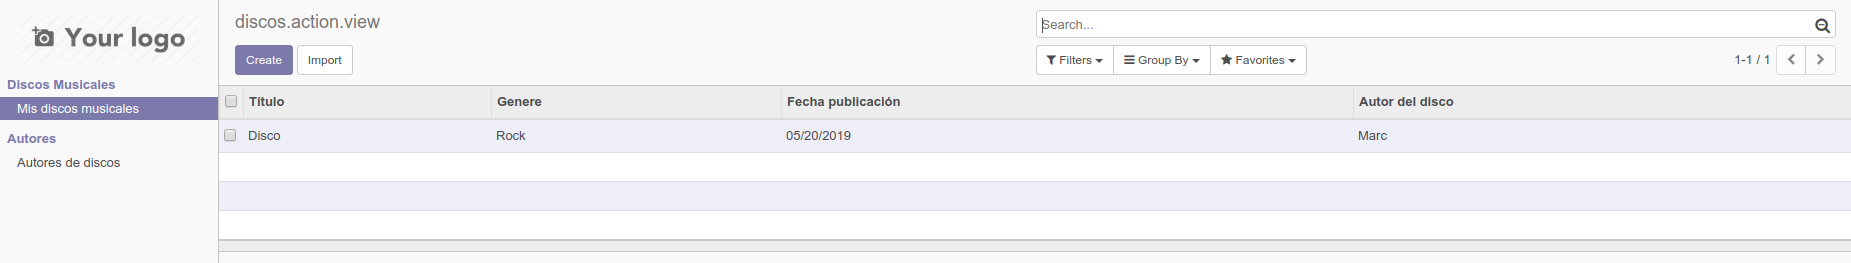 Your logo
Discos Musicales
Mis discos musicales
Autores
Autores de discos
discos.action.view
Search...
Create Import
Filters Group By Favorites
1-1 / 1
Título Genere Fecha publicación Autor del disco
Disco Rock 05/20/2019 Marc